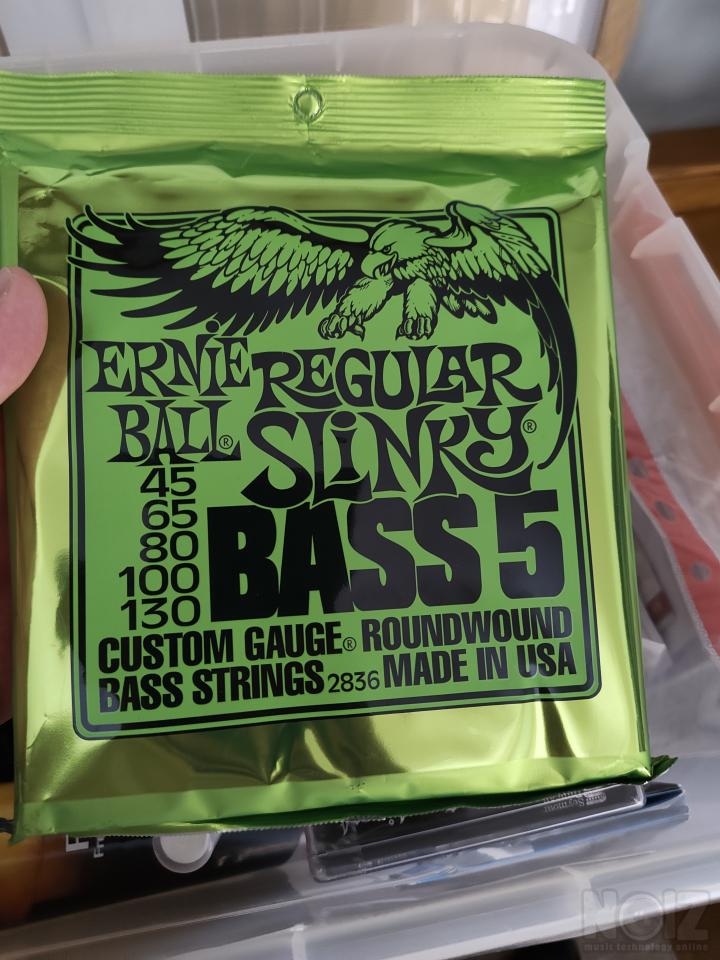 ERNIE BALL® REGULAR SLINKY®
45
65
80
100
130
BASS 5
CUSTOM GAUGE® ROUNDWOUND
BASS STRINGS 2836 MADE IN USA
Seymour
NOIZ
music technology online